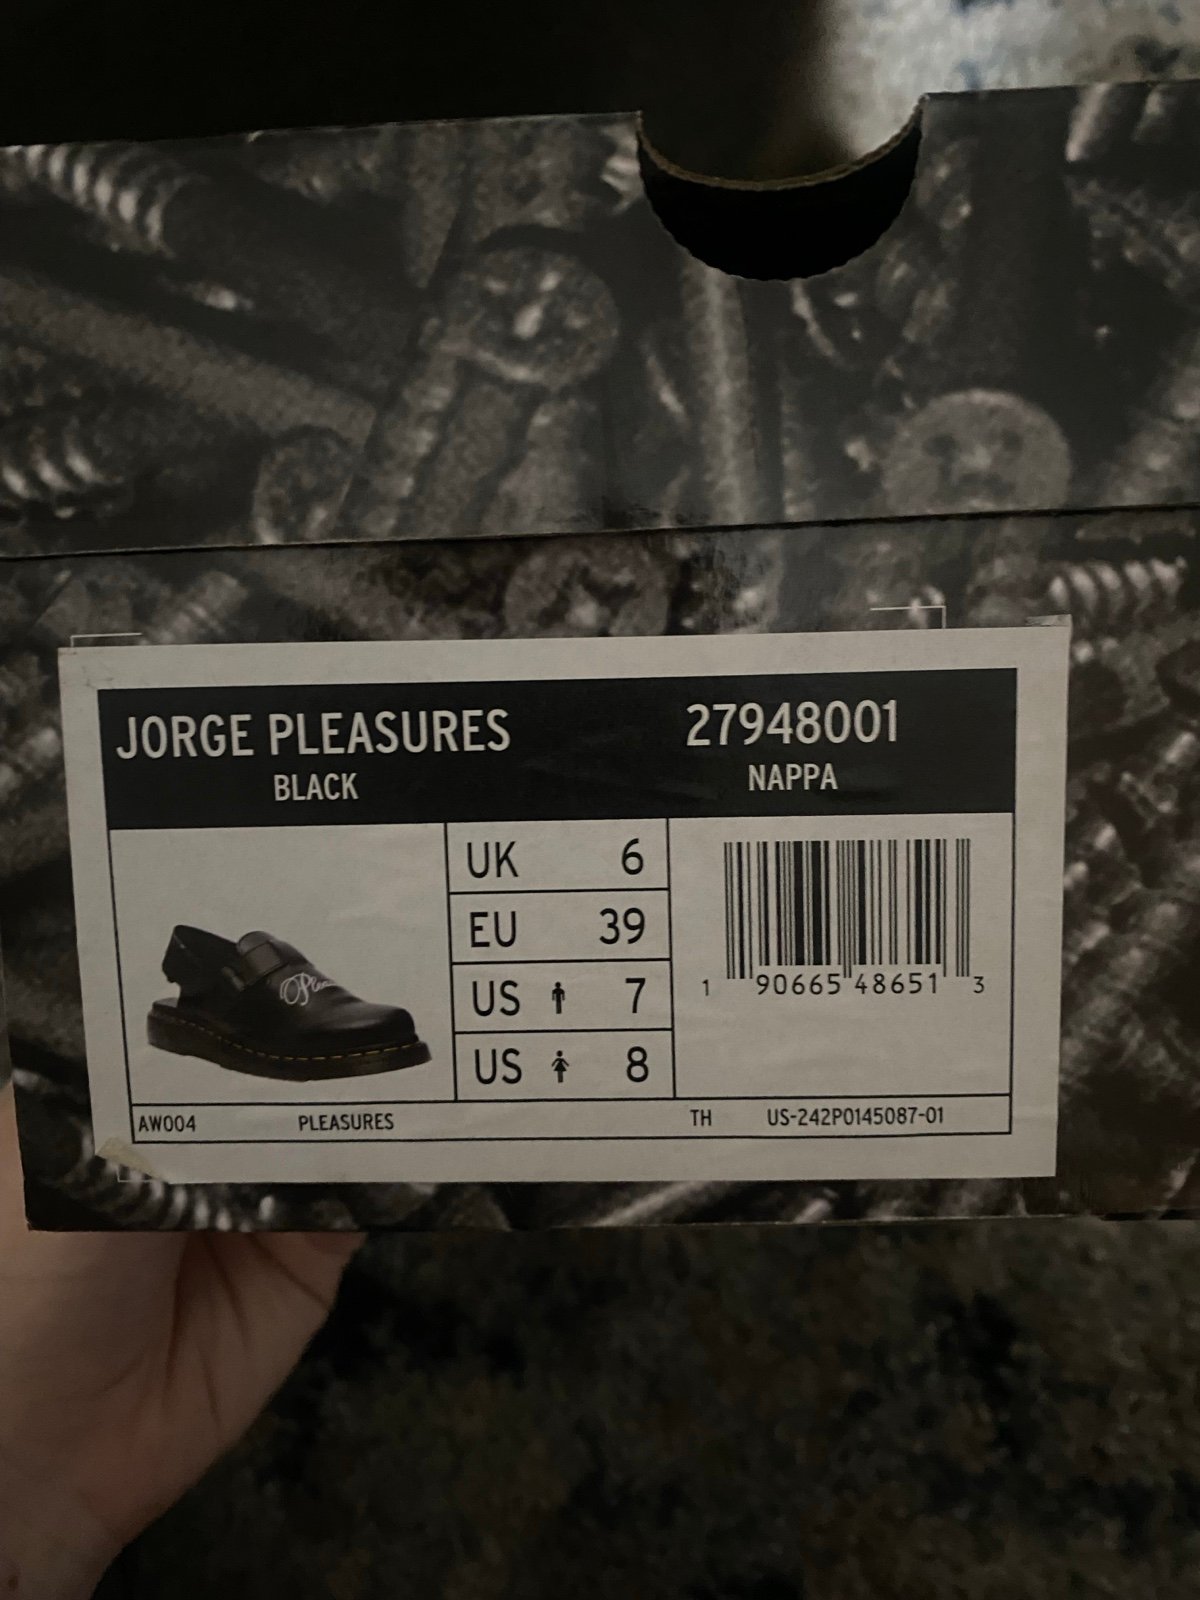 JORGE PLEASURES 27948001
BLACK NAPPA
UK 6
EU 39
US 7
US 8
1 90665 48651 3
AW004 PLEASURES TH US-242P0145087-01